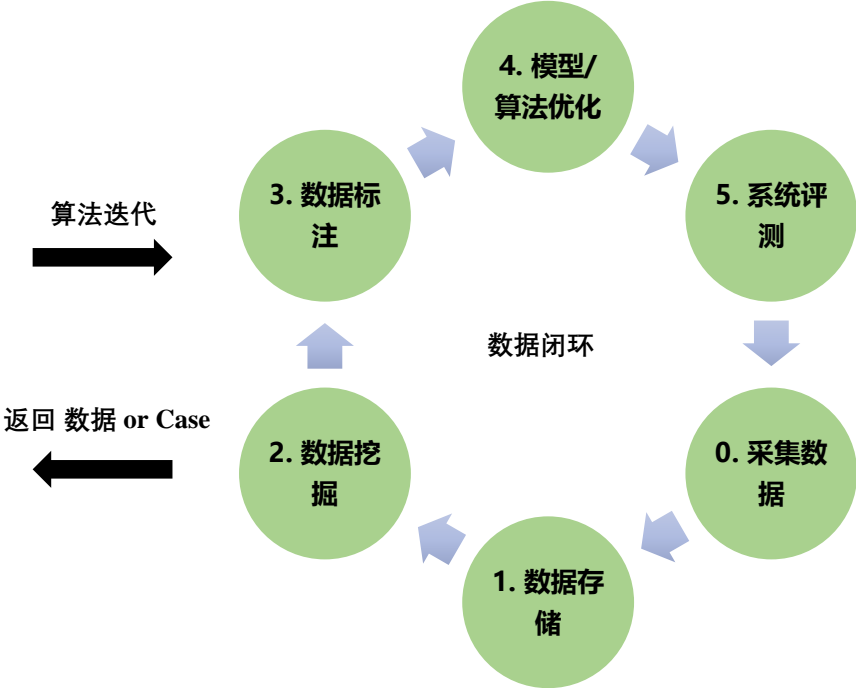 4. 模型/
算法优化
3. 数据标
注
5. 系统评
测
算法迭代
数据闭环
返回 数据 or Case
2. 数据挖
掘
0. 采集数
据
1. 数据存
储